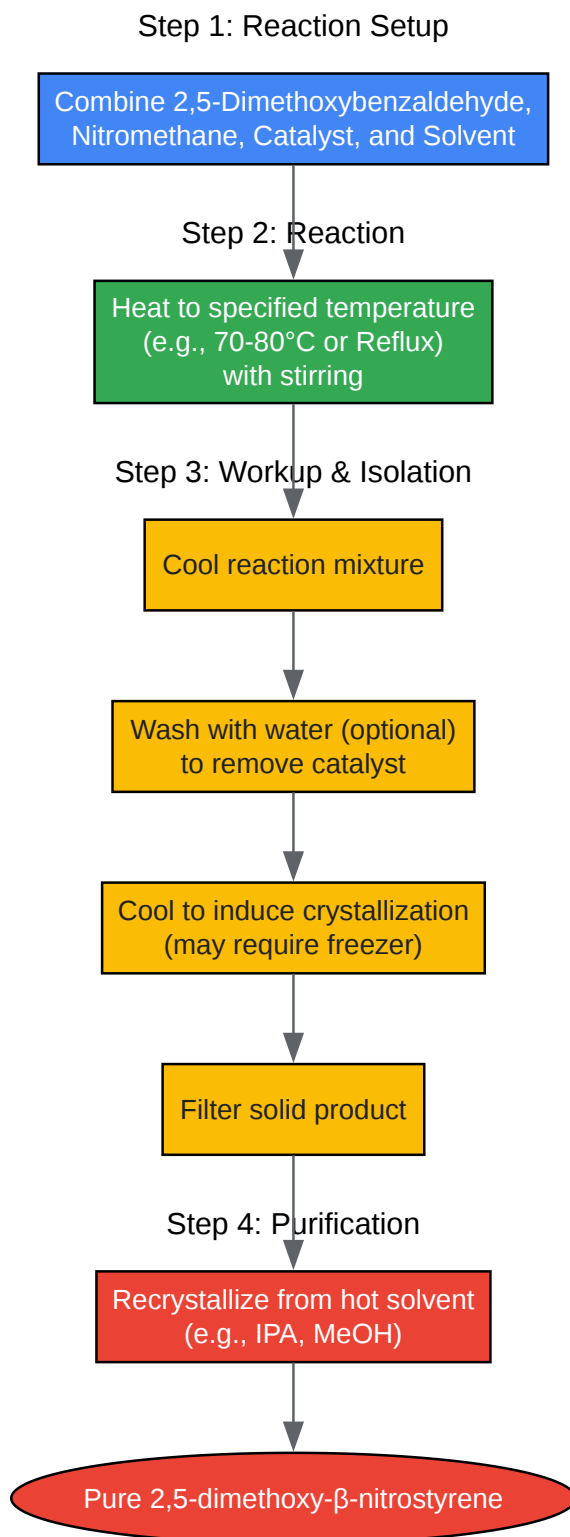 Step 1: Reaction Setup
Combine 2,5-Dimethoxybenzaldehyde,
Nitromethane, Catalyst, and Solvent
Step 2: Reaction
Heat to specified temperature
(e.g., 70-80°C or Reflux)
with stirring
Step 3: Workup & Isolation
Cool reaction mixture
Wash with water (optional)
to remove catalyst
Cool to induce crystallization
(may require freezer)
Filter solid product
Step 4: Purification
Recrystallize from hot solvent
(e.g., IPA, MeOH)
Pure 2,5-dimethoxy-β-nitrostyrene